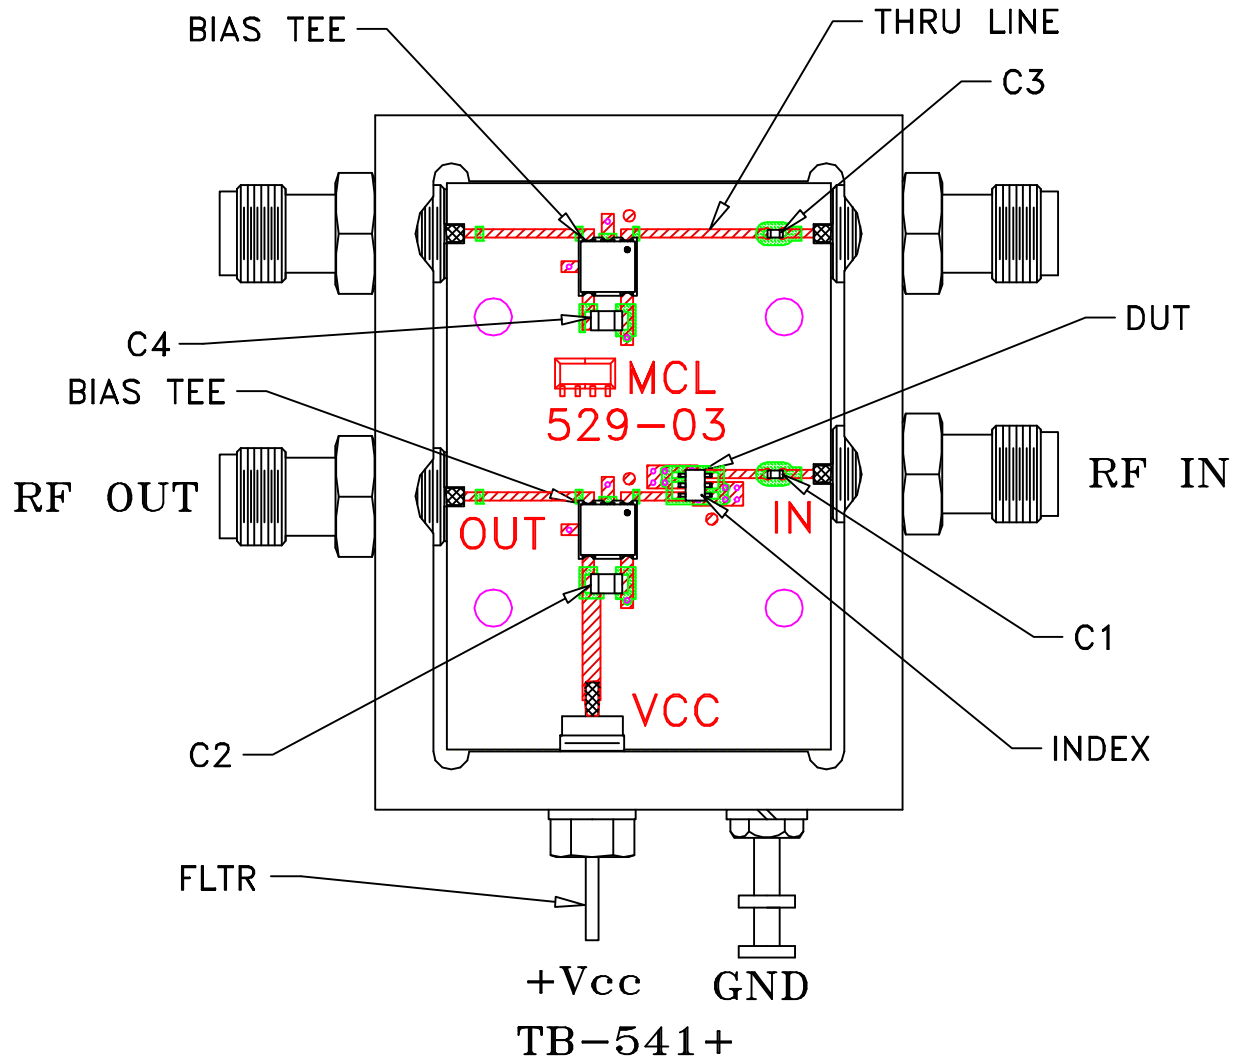 BIAS TEE
THRU LINE
C3
DUT
C4
MCL
BIAS TEE
529-03
RF OUT
RF IN
OUT
IN
C1
VCC
C2
INDEX
FLTR
+Vcc
GND
TB-541+